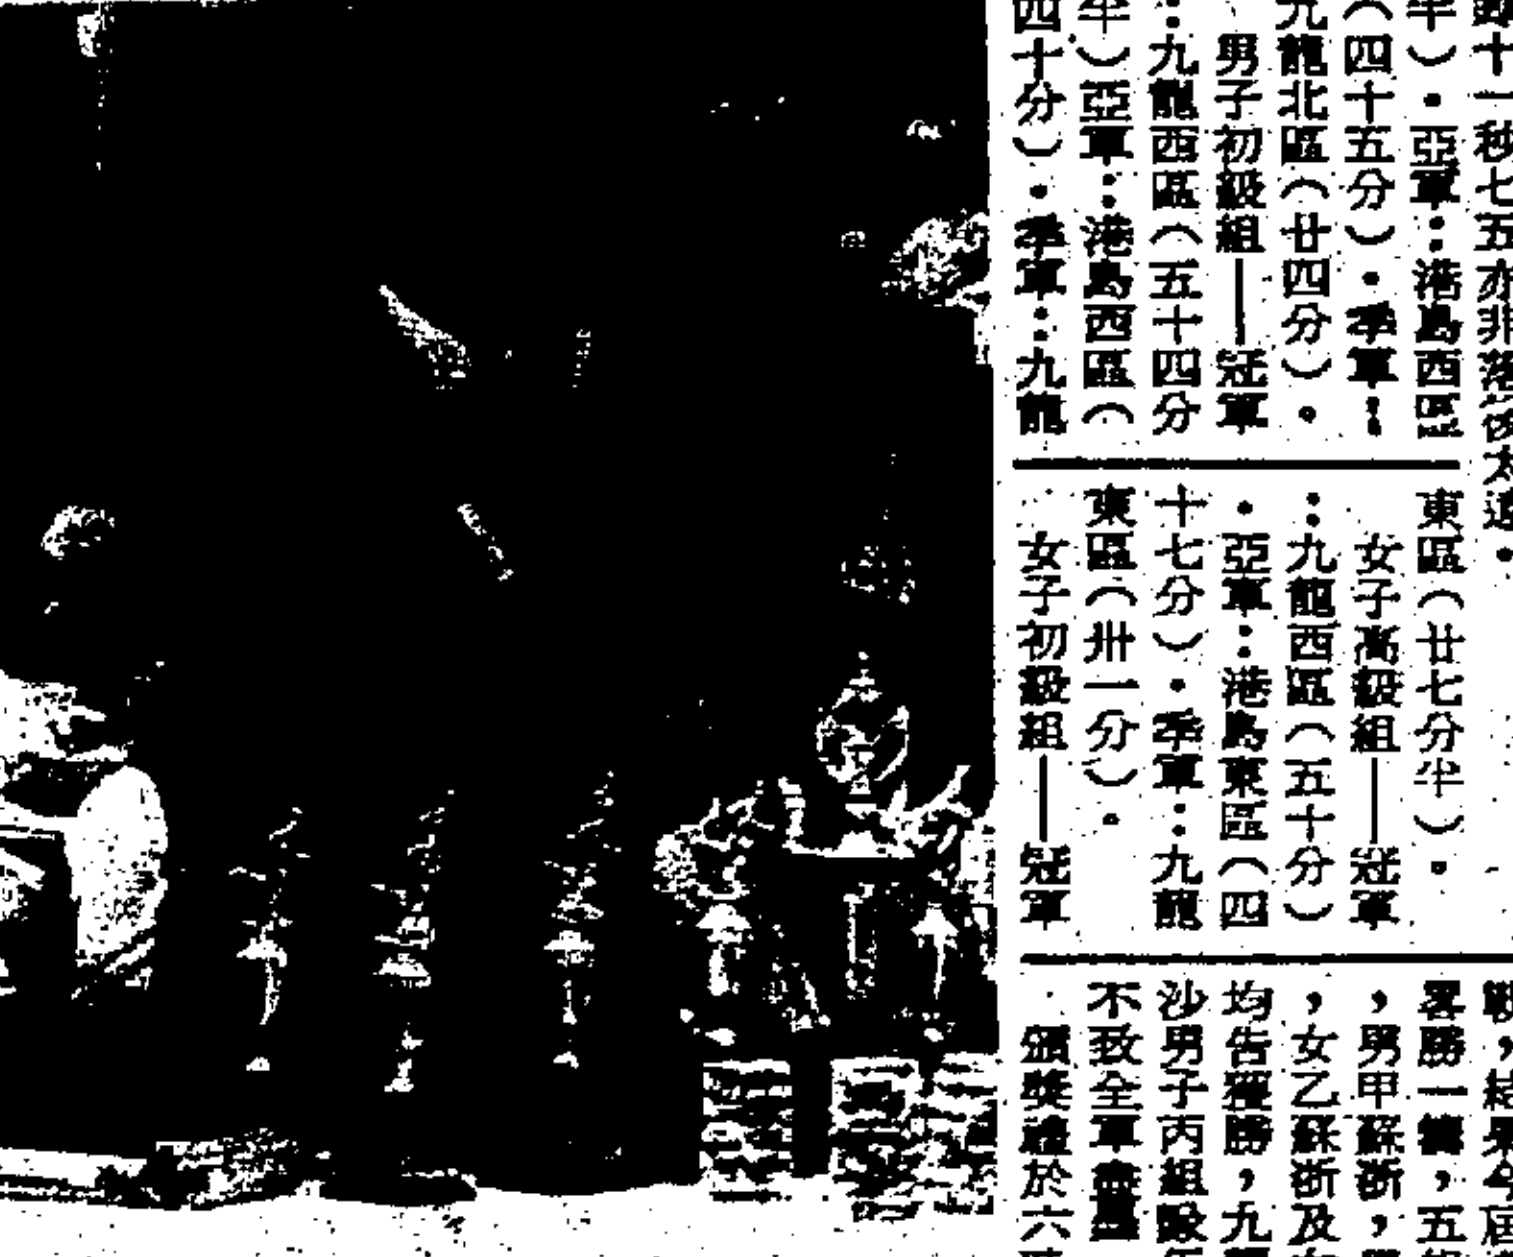 十一秒七五亦非落後太遠．
半）．亞軍：港島西區
（四十五分）．季軍：
九龍北區（廿四分）。
男子初級組——冠軍
：九龍西區（五十四分
半）亞軍：港島西區（
四十分）．季軍：九龍
東區（廿七分半）。
女子高級組——冠軍
：九龍西區（五十分）
．亞軍：港島東區（四
十七分）．季軍：九龍
東區（卅一分）．
女子初級組——冠軍
戰，結果今屆
畧勝一籌，五
，男甲蘇浙，
，女乙蘇浙及
均告獲勝，九
沙男子丙組
不致全軍盡墨
頒獎禮於六